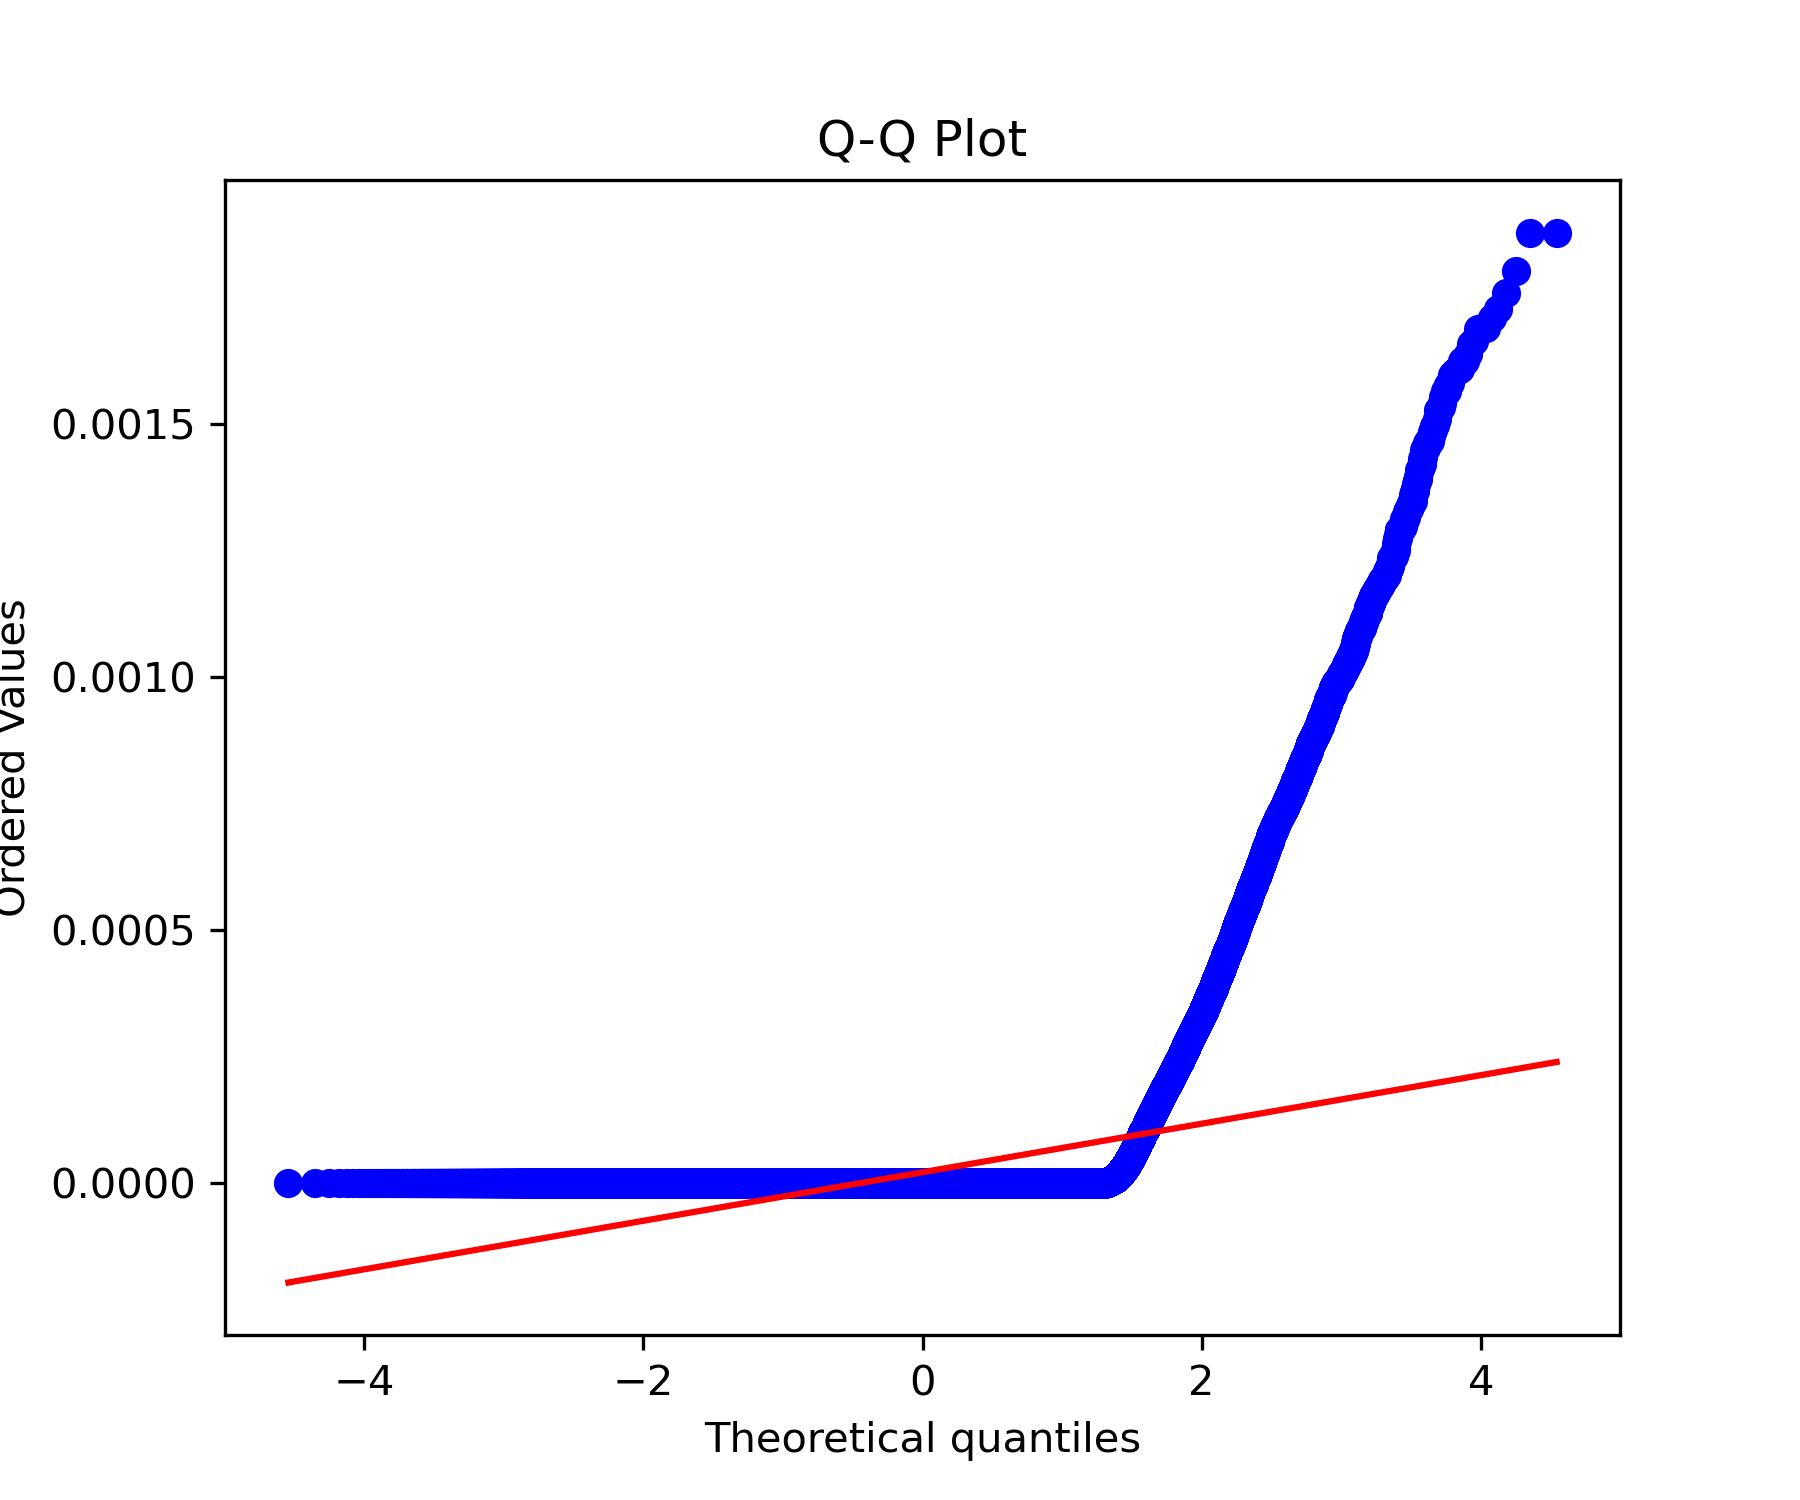 Q-Q Plot
Ordered Values
0.0015
0.0010
0.0005
0.0000
−4 −2 0 2 4
Theoretical quantiles